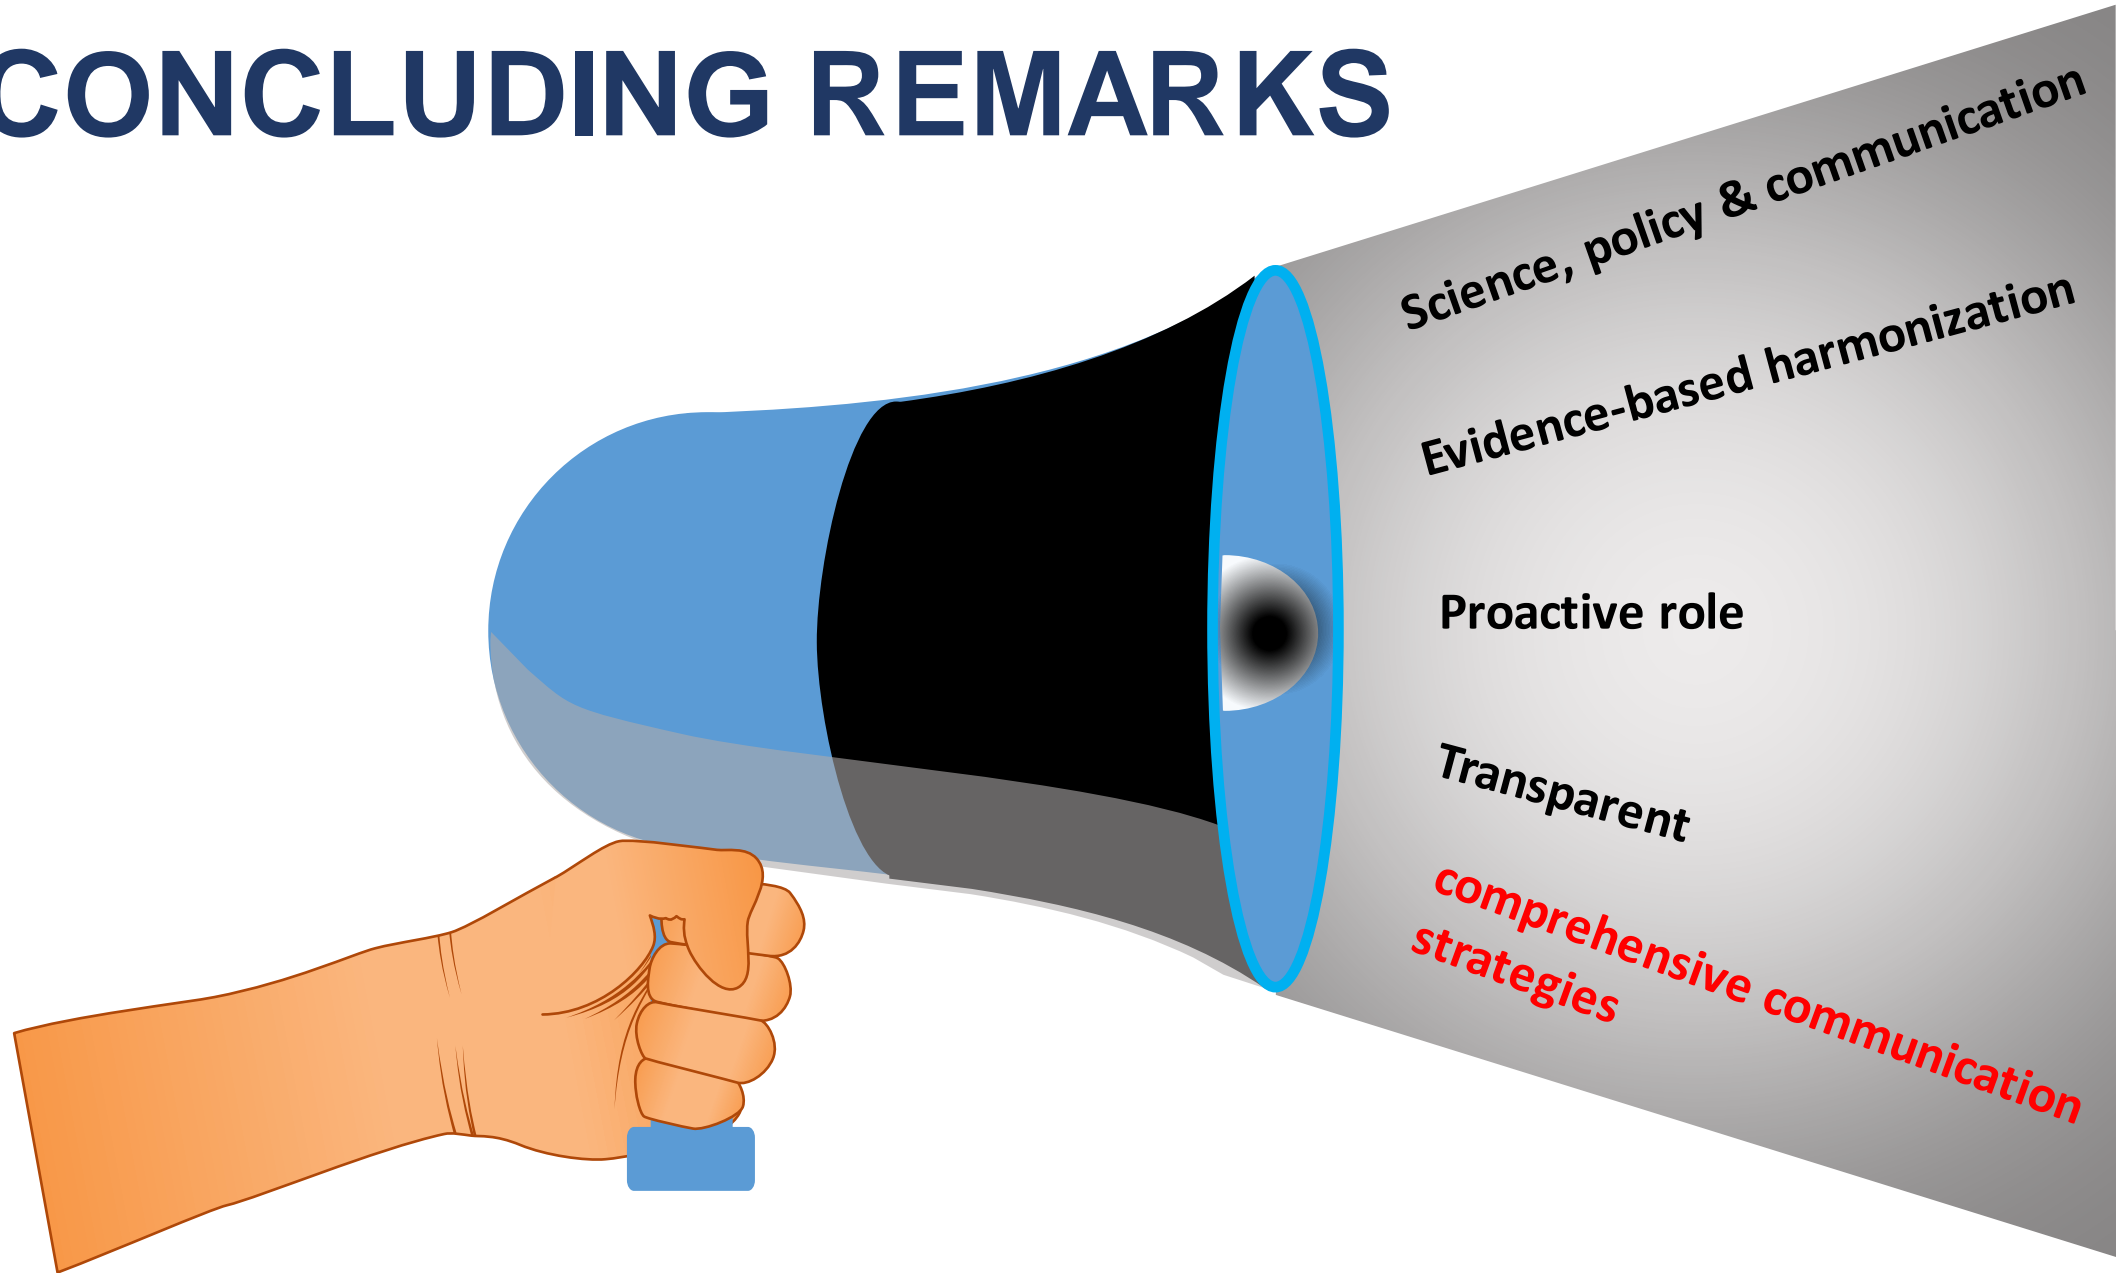 CONCLUDING REMARKS
Science, policy & communication
Evidence-based harmonization
Proactive role
Transparent
comprehensive communication
strategies